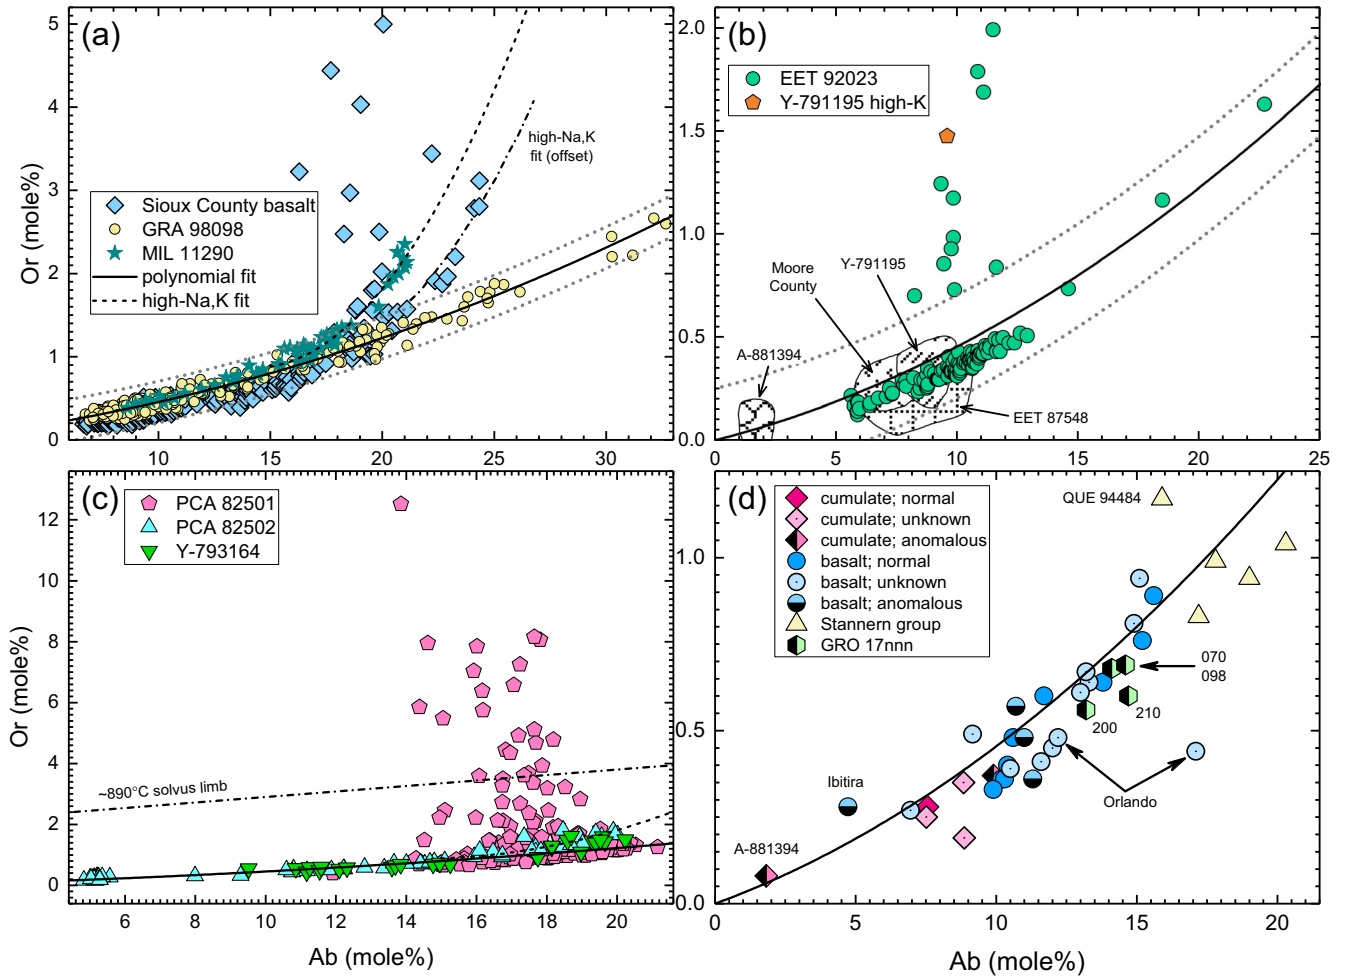 (a)
Sioux County basalt
GRA 98098
MIL 11290
polynomial fit
high-Na,K fit
high-Na,K
fit (offset)
Or (mole%)
0
1
2
3
4
5
10
15
20
25
30
(b)
EET 92023
Y-791195 high-K
Moore
County
Y-791195
A-881394
EET 87548
0.0
0.5
1.0
1.5
2.0
0
5
10
15
20
25
(c)
PCA 82501
PCA 82502
Y-793164
~890°C solvus limb
Or (mole%)
0
2
4
6
8
10
12
6
8
10
12
14
16
18
20
Ab (mole%)
(d)
cumulate; normal
cumulate; unknown
cumulate; anomalous
basalt; normal
basalt; unknown
basalt; anomalous
Stannern group
GRO 17nnn
QUE 94484
070
098
210
200
Orlando
Ibitira
A-881394
0.0
0.5
1.0
0
5
10
15
20
Ab (mole%)